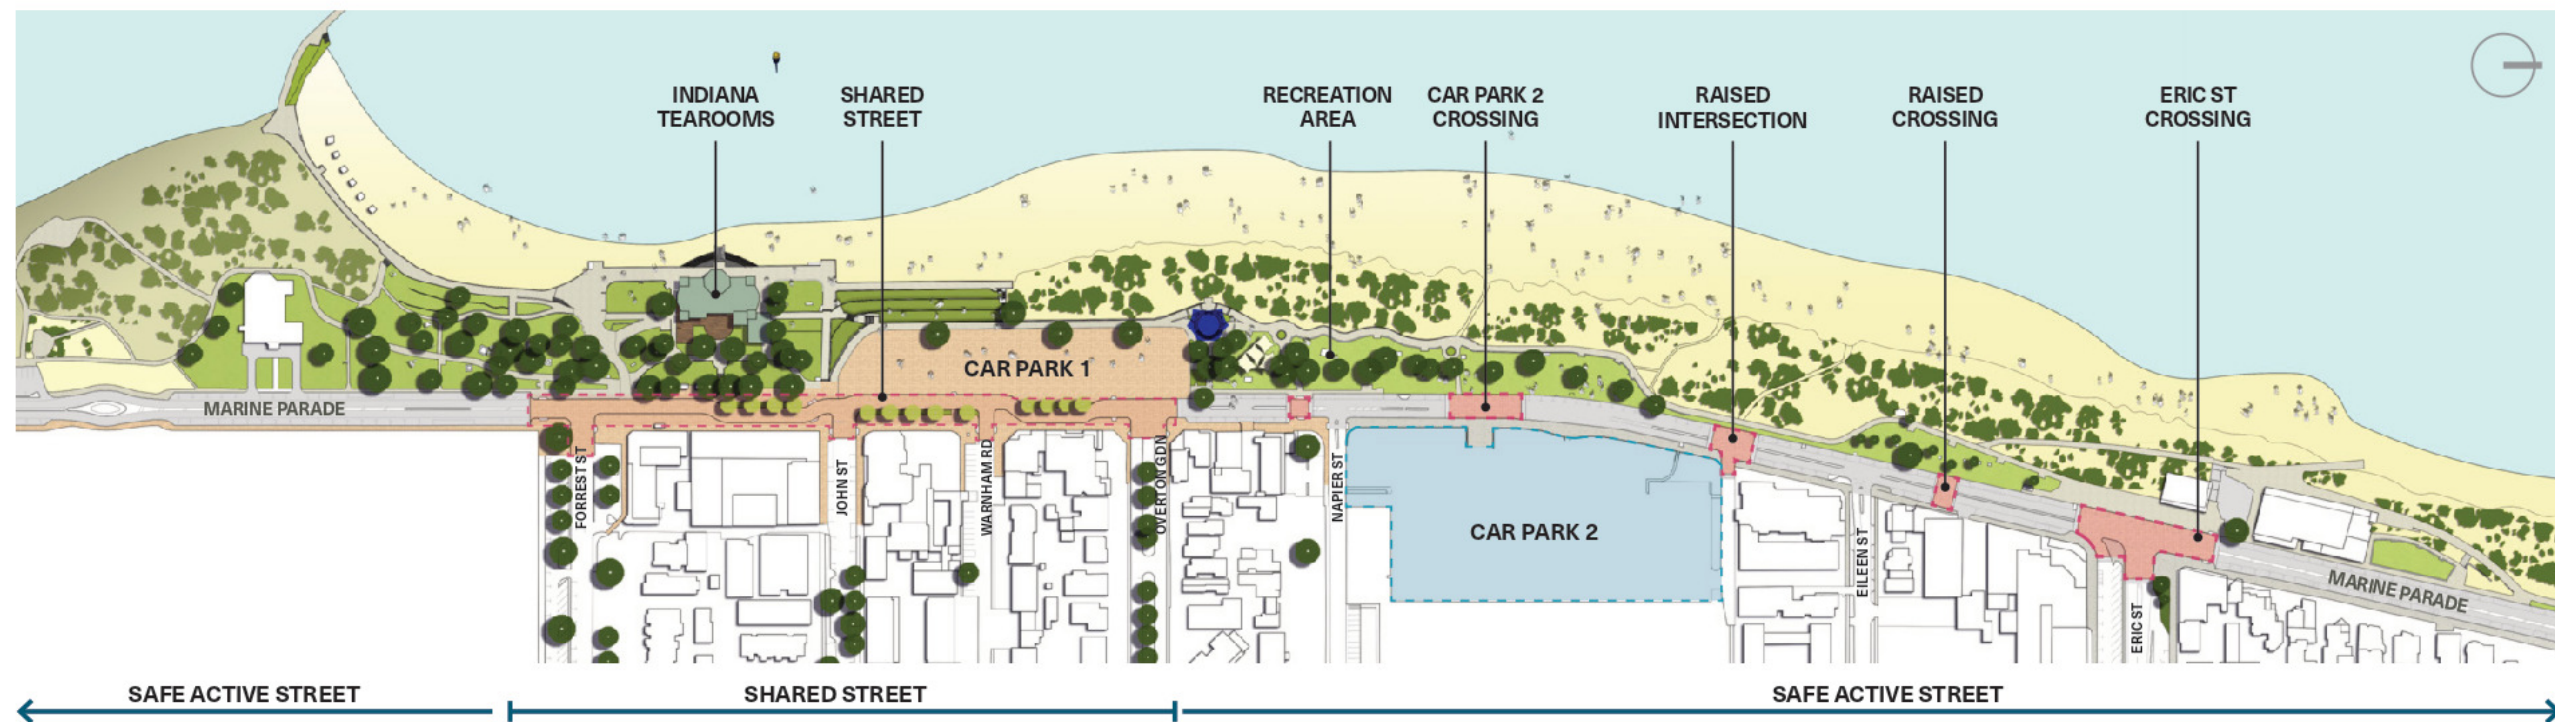 INDIANA
TEAROOMS
SHARED
STREET
RECREATION
AREA
CAR PARK 2
CROSSING
RAISED
INTERSECTION
RAISED
CROSSING
ERIC ST
CROSSING
CAR PARK 1
MARINE PARADE
FORREST ST
JOHN ST
WARNHAM RD
OVERTON GDN
NAPIER ST
CAR PARK 2
EILEEN ST
ERIC ST
MARINE PARADE
SAFE ACTIVE STREET
SHARED STREET
SAFE ACTIVE STREET